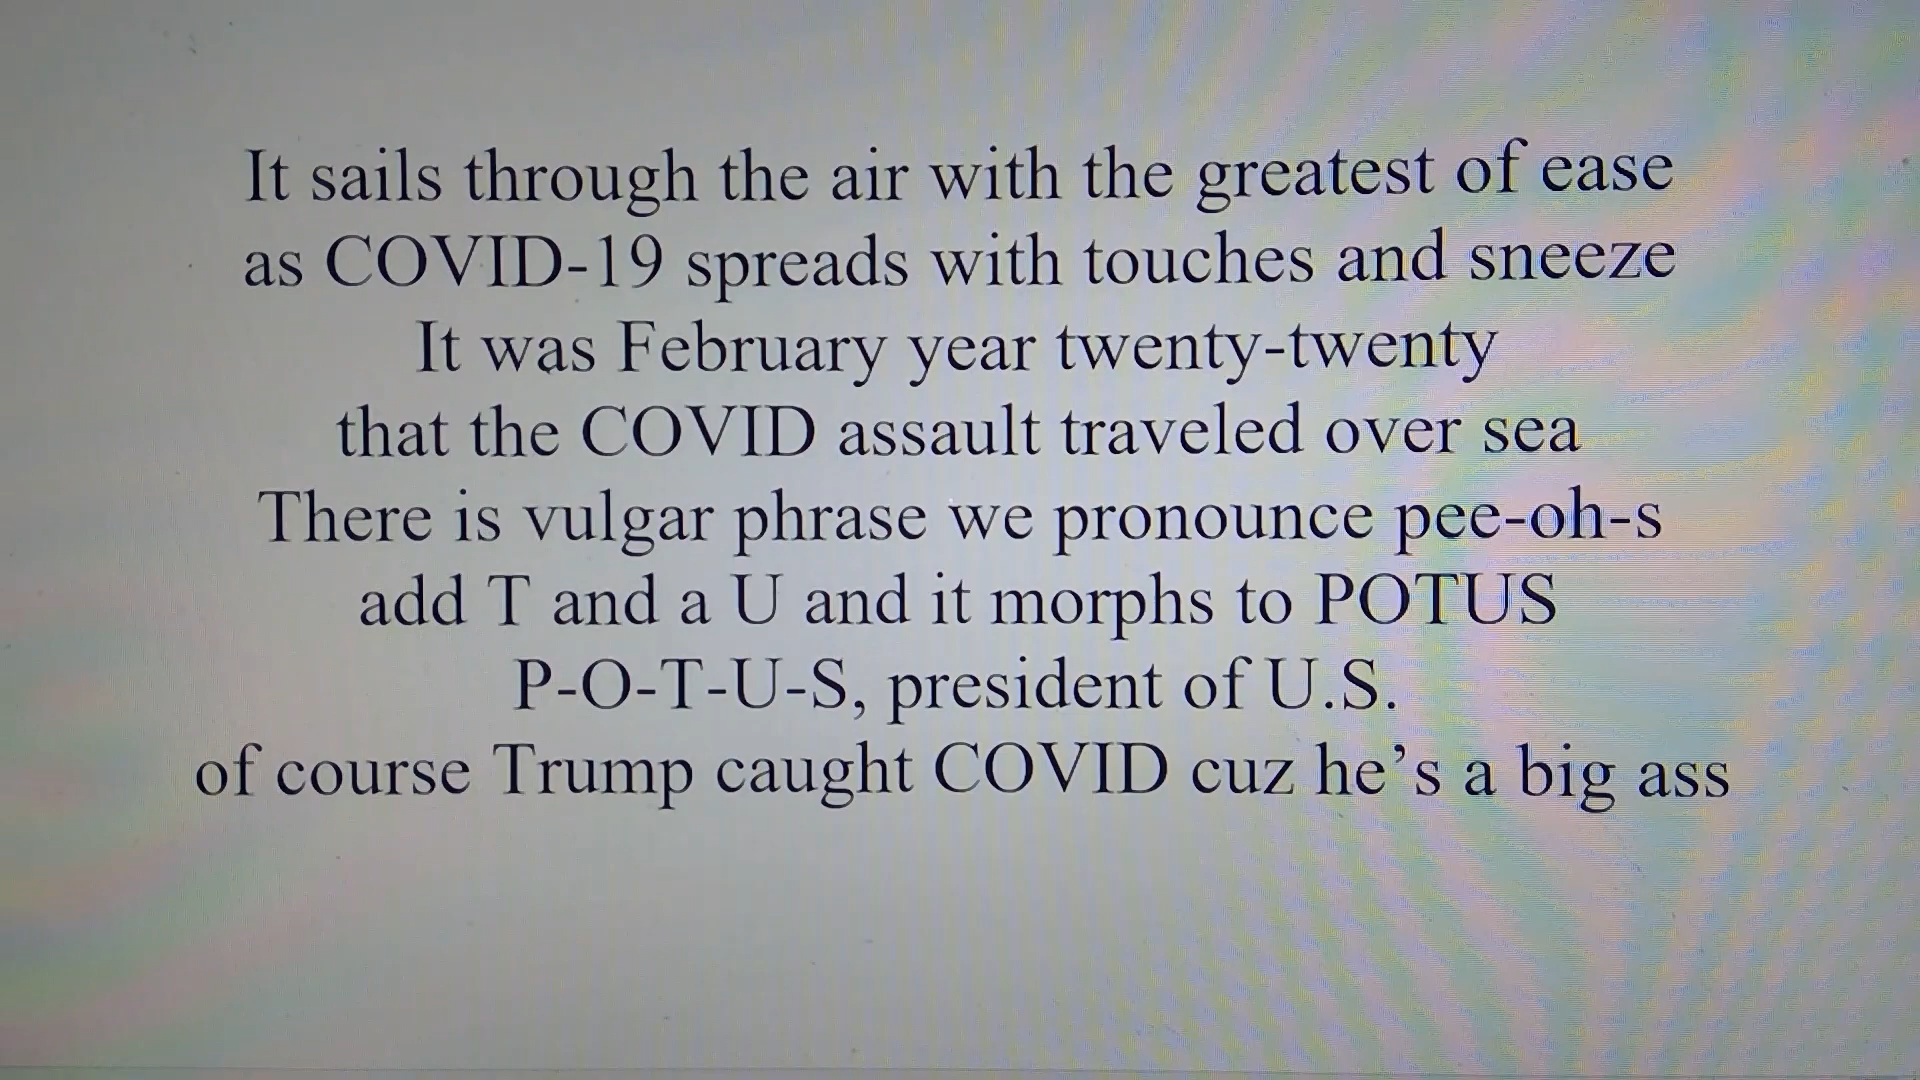 It sails through the air with the greatest of ease
as COVID-19 spreads with touches and sneeze
It was February year twenty-twenty
that the COVID assault traveled over sea
There is vulgar phrase we pronounce pee-oh-s
add T and a U and it morphs to POTUS
P-O-T-U-S, president of U.S.
of course Trump caught COVID cuz he’s a big ass